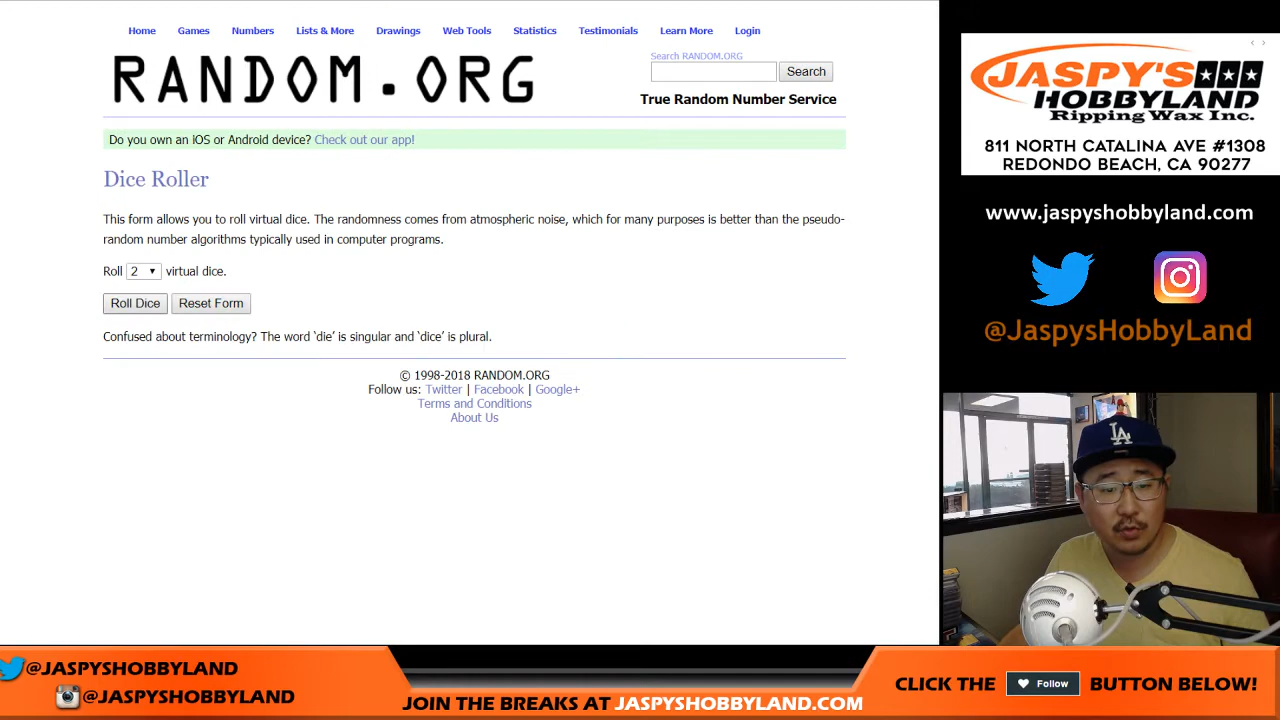 Home Games Numbers Lists & More Drawings Web Tools Statistics Testimonials Learn More Login
RANDOM.ORG
Search RANDOM.ORG
Search
True Random Number Service
Do you own an iOS or Android device? Check out our app!
Dice Roller
This form allows you to roll virtual dice. The randomness comes from atmospheric noise, which for many purposes is better than the pseudo-
random number algorithms typically used in computer programs.
Roll 2 virtual dice.
Roll Dice Reset Form
Confused about terminology? The word ‘die’ is singular and ‘dice’ is plural.
© 1998-2018 RANDOM.ORG
Follow us: Twitter | Facebook | Google+
Terms and Conditions
About Us
JASPY'S
HOBBYLAND
Ripping Wax Inc.
811 NORTH CATALINA AVE #1308
REDONDO BEACH, CA 90277
www.jaspyshobbyland.com
@JaspysHobbyLand
LA
@JASPYSHOBBYLAND
@JASPYSHOBBYLAND
JOIN THE BREAKS AT JASPYSHOBBYLAND.COM
CLICK THE Follow BUTTON BELOW!